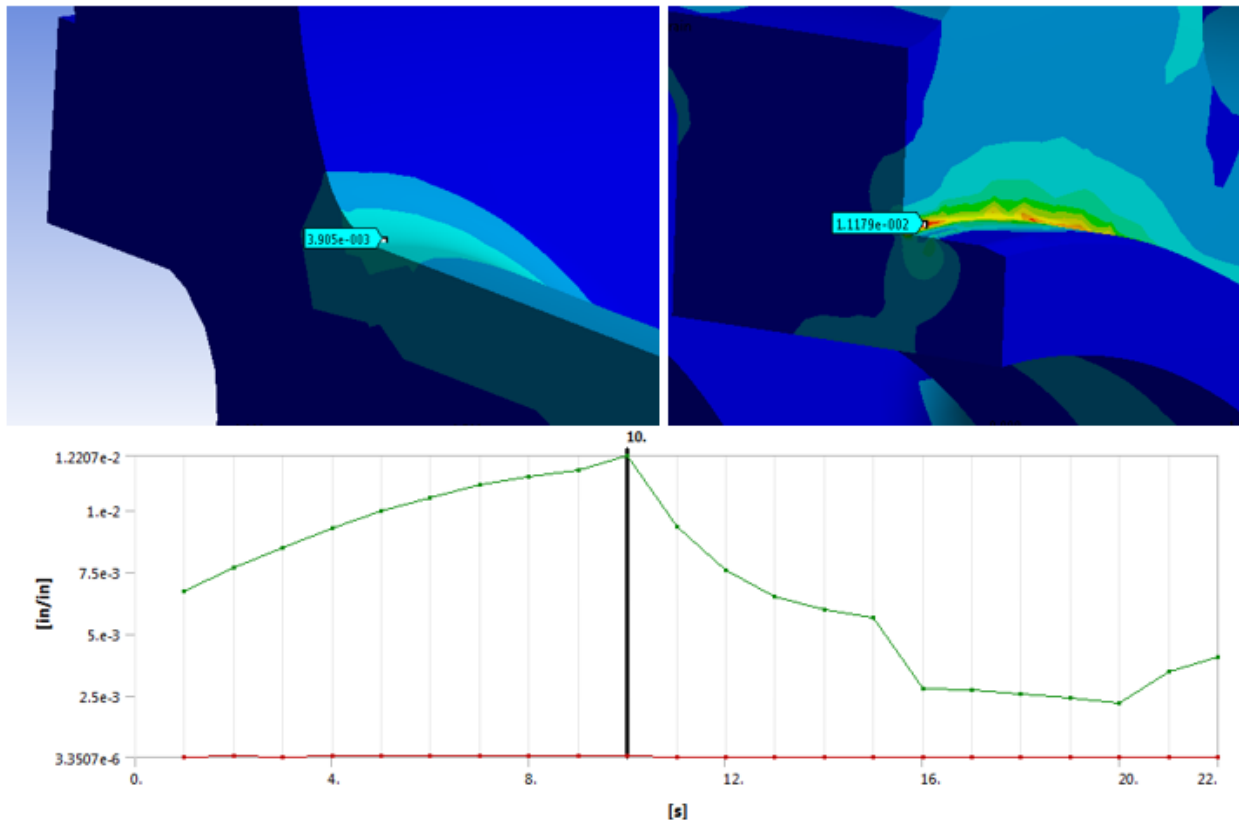 3.905e-003
1.1179e-002
10.
1.2207e-2
1.e-2
7.5e-3
5.e-3
2.5e-3
3.3507e-6
[in/in]
0. 4. 8. 12. 16. 20. 22.
[s]